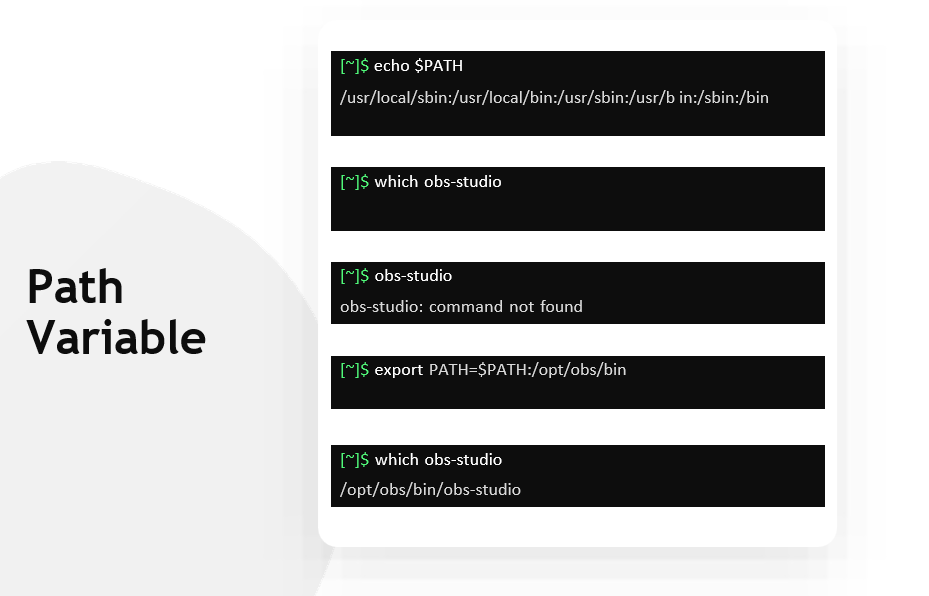 Path
Variable
[~]$ echo $PATH
/usr/local/sbin:/usr/local/bin:/usr/sbin:/usr/b in:/sbin:/bin
[~]$ which obs-studio
[~]$ obs-studio
obs-studio: command not found
[~]$ export PATH=$PATH:/opt/obs/bin
[~]$ which obs-studio
/opt/obs/bin/obs-studio